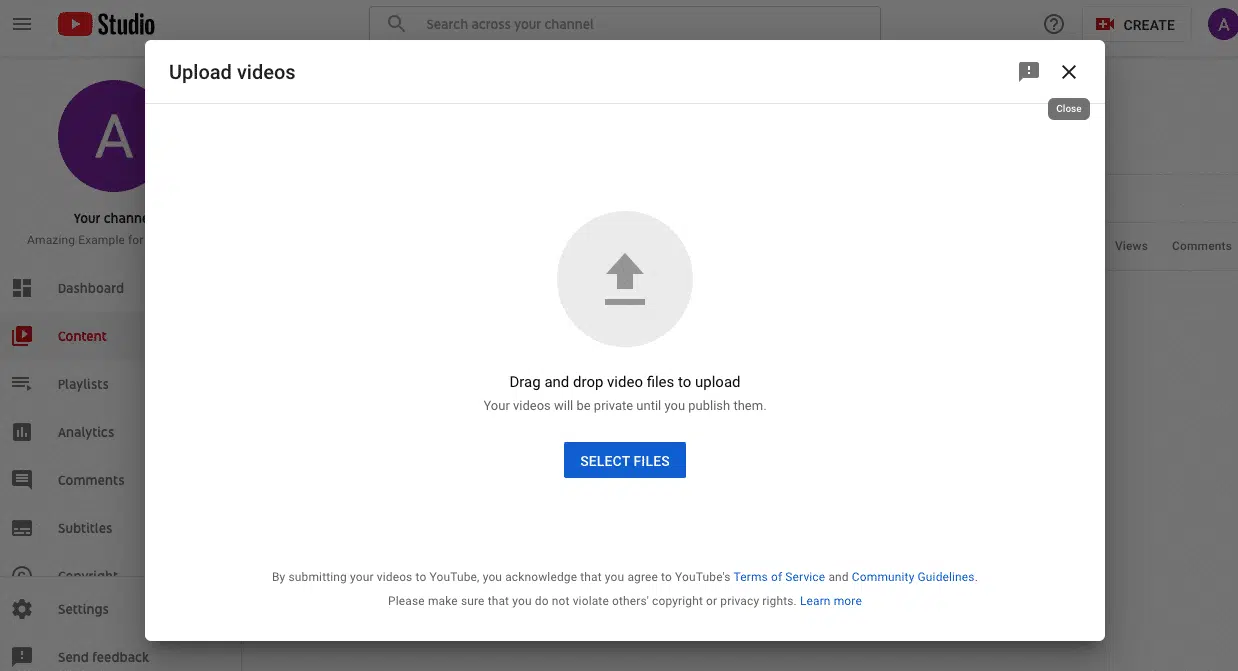 Studio
Search across your channel
CREATE
A
Upload videos
Close
A
Your channe
Amazing Example for
Views
Comments
Dashboard
Content
Playlists
Analytics
Comments
Subtitles
Copyright
Settings
Send feedback
Drag and drop video files to upload
Your videos will be private until you publish them.
SELECT FILES
By submitting your videos to YouTube, you acknowledge that you agree to YouTube's Terms of Service and Community Guidelines.
Please make sure that you do not violate others' copyright or privacy rights. Learn more